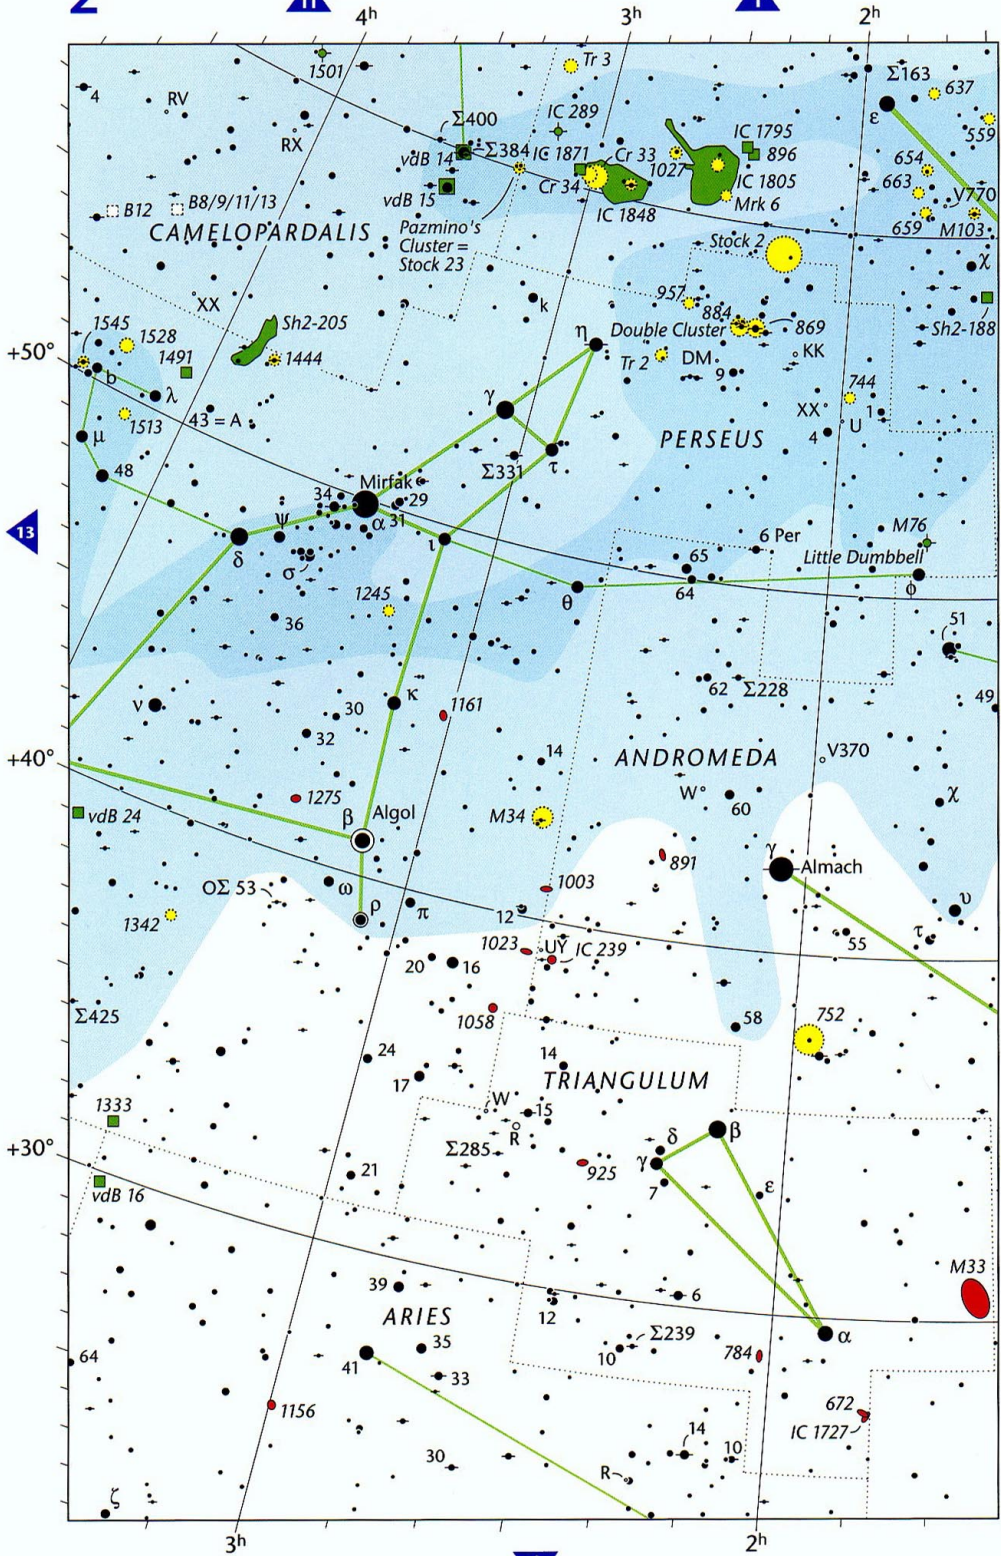 4ʰ
3ʰ
2ʰ
1501
Tr 3
Σ163
637
4
RV
ε
559
Σ400
IC 289
RX
IC 1795
896
vdB 14
Σ384
IC 1871
Cr 33
1027
654
IC 1805
663
V770
vdB 15
Cr 34
Mrk 6
B12
B8/9/11/13
IC 1848
659
M103
CAMELOPARDALIS
Pazmino's
Cluster =
Stock 23
Stock 2
χ
XX
k
957
884
Sh2-205
η
Double Cluster
869
Sh2-188
1545
1528
+50°
1491
1444
Tr 2
DM
KK
9
b
λ
γ
744
XX
1
1513
43 = A
U
4
μ
PERSEUS
48
Σ331
τ
Mirfak
34
29
13
ψ
α
31
M76
6 Per
δ
ι
Little Dumbbell
σ
65
64
θ
φ
1245
36
51
κ
62
Σ228
49
ν
30
1161
32
+40°
14
ANDROMEDA
V370
1275
W
60
χ
vdB 24
β
Algol
M34
γ
891
Almach
ΟΣ 53
ω
1003
υ
1342
ρ
π
12
τ
55
1023
UY
IC 239
20
16
Σ425
1058
58
752
24
14
17
TRIANGULUM
1333
W
15
R
β
+30°
Σ285
δ
γ
21
925
7
ε
vdB 16
M33
39
6
12
ARIES
α
35
Σ239
64
41
10
784
33
1156
672
IC 1727
14
30
10
R
ζ
3ʰ
2ʰ